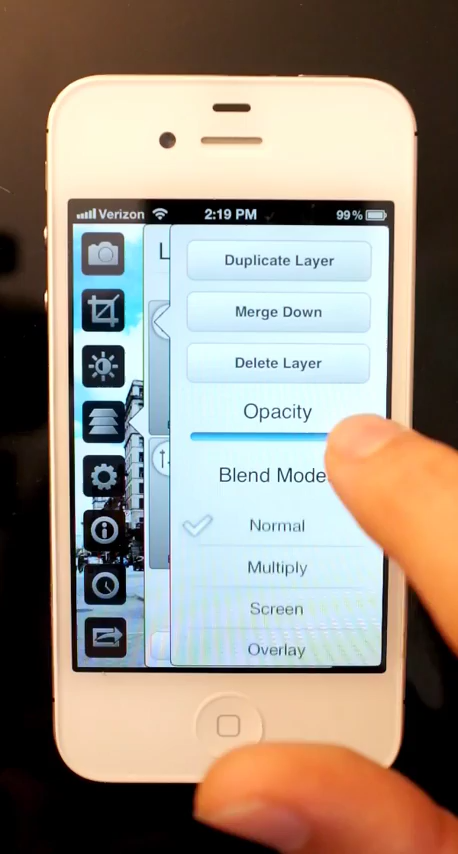 Verizon 2:19 PM 99%
L
Duplicate Layer
Merge Down
Delete Layer
Opacity
Blend Mode
Normal
Multiply
Screen
Overlay